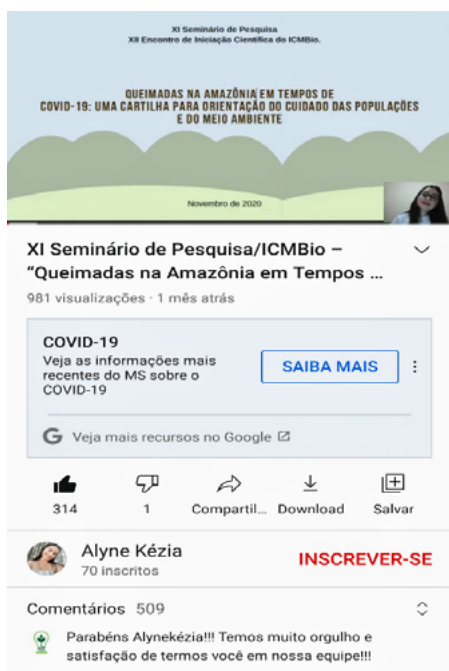 XI Seminário de Pesquisa
XII Encontro de Iniciação Científica do ICMBio.
QUEIMADAS NA AMAZÔNIA EM TEMPOS DE
COVID-19: UMA CARTILHA PARA ORIENTAÇÃO DO CUIDADO DAS POPULAÇÕES
E DO MEIO AMBIENTE
Novembro de 2020
XI Seminário de Pesquisa/ICMBio –
“Queimadas na Amazônia em Tempos ...
981 visualizações · 1 mês atrás
COVID-19
Veja as informações mais
recentes do MS sobre o
COVID-19
SAIBA MAIS
G Veja mais recursos no Google
314 1 Compartil... Download Salvar
Alyne Kézia
70 inscritos
INSCREVER-SE
Comentários 509
Parabéns Alynekézia!!! Temos muito orgulho e
satisfação de termos você em nossa equipe!!!